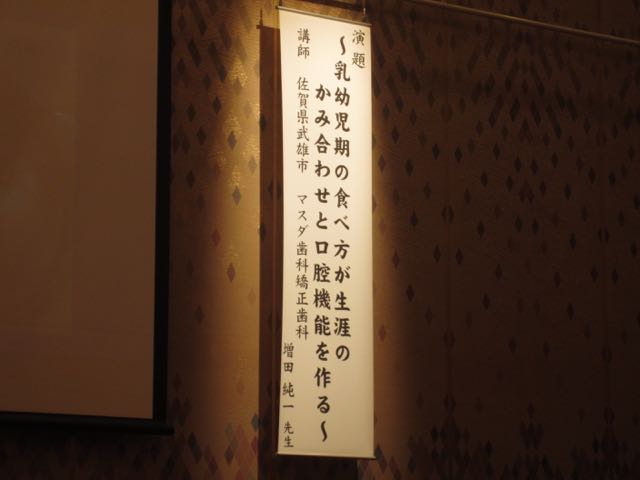 演題
～乳幼児期の食べ方が生涯の
かみ合わせと口腔機能を作る～
講師 佐賀県武雄市 マスダ歯科矯正歯科
増田 純一 先生